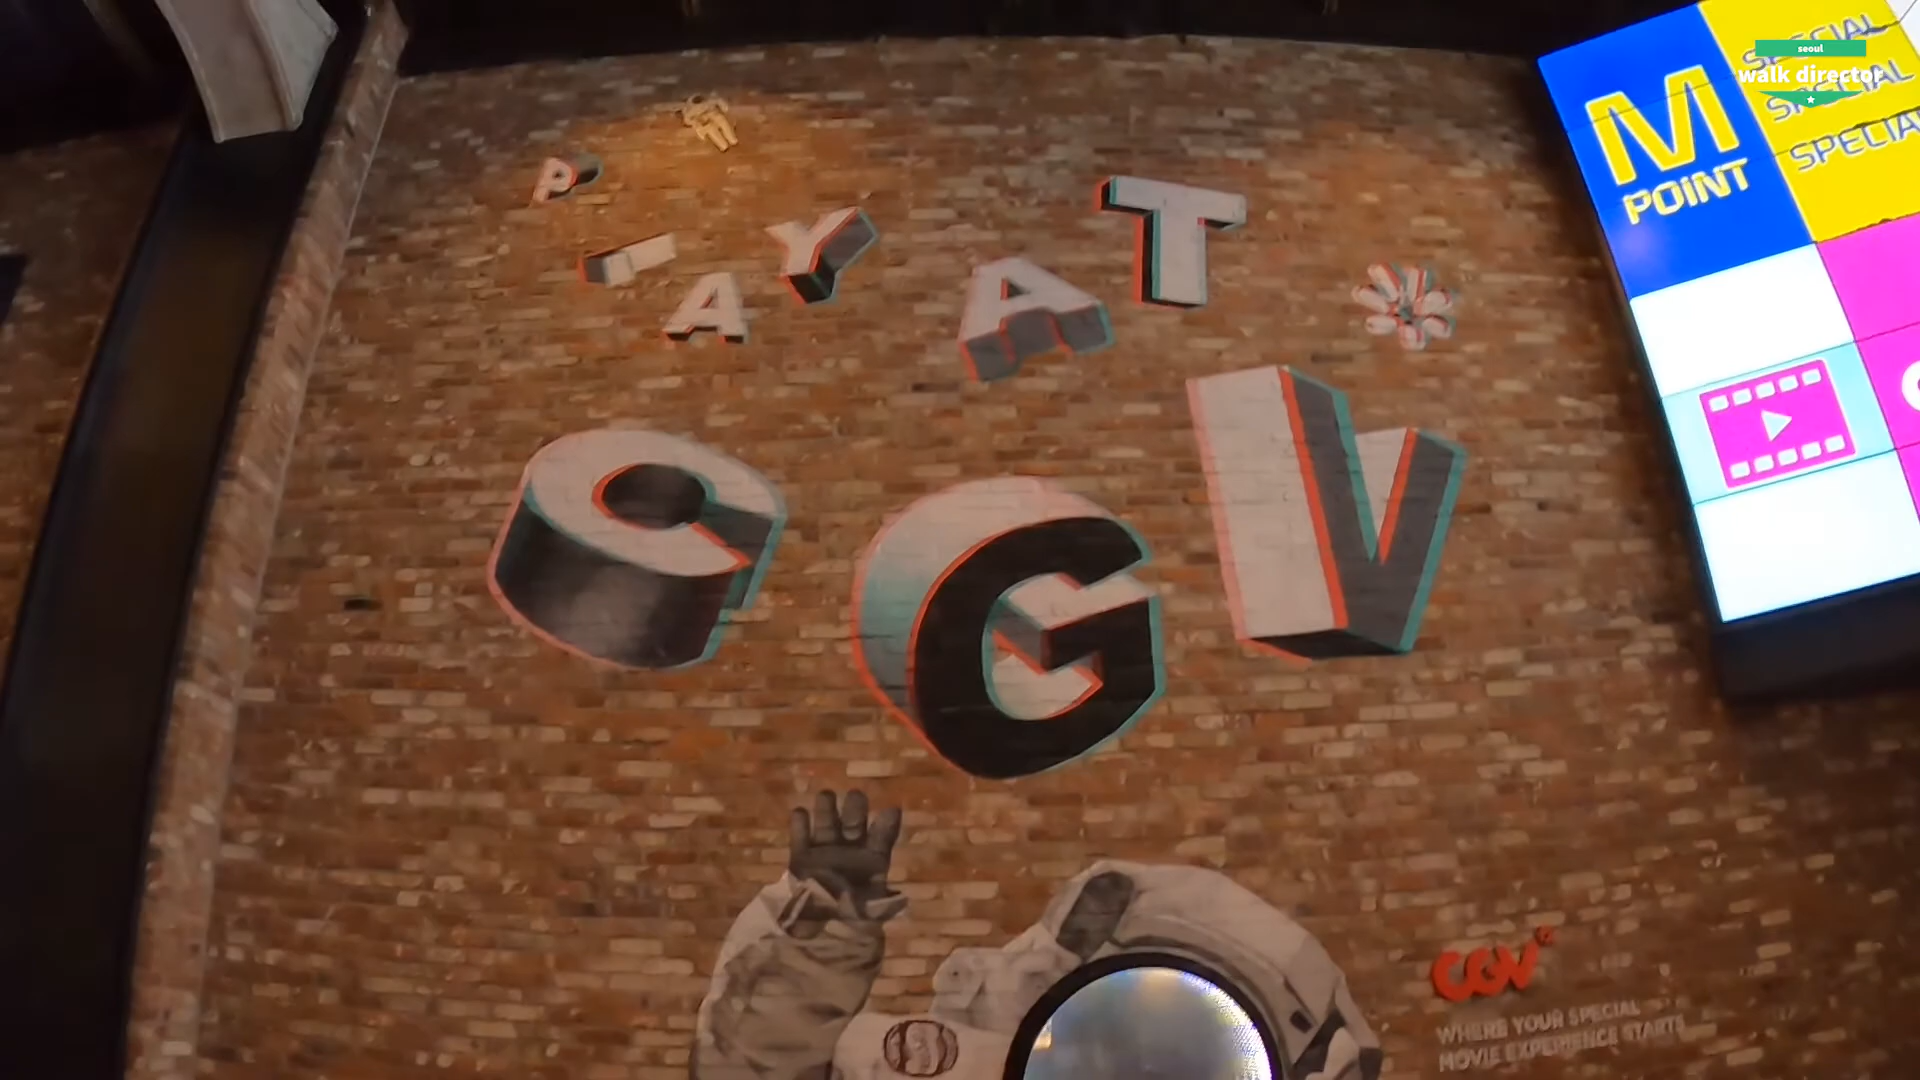 PLAY AT
CGV
M
POINT
SPECIAL
SPECIAL
SPECIAL
seoul
walk director
CGV
WHERE YOUR SPECIAL
MOVIE EXPERIENCE STARTS